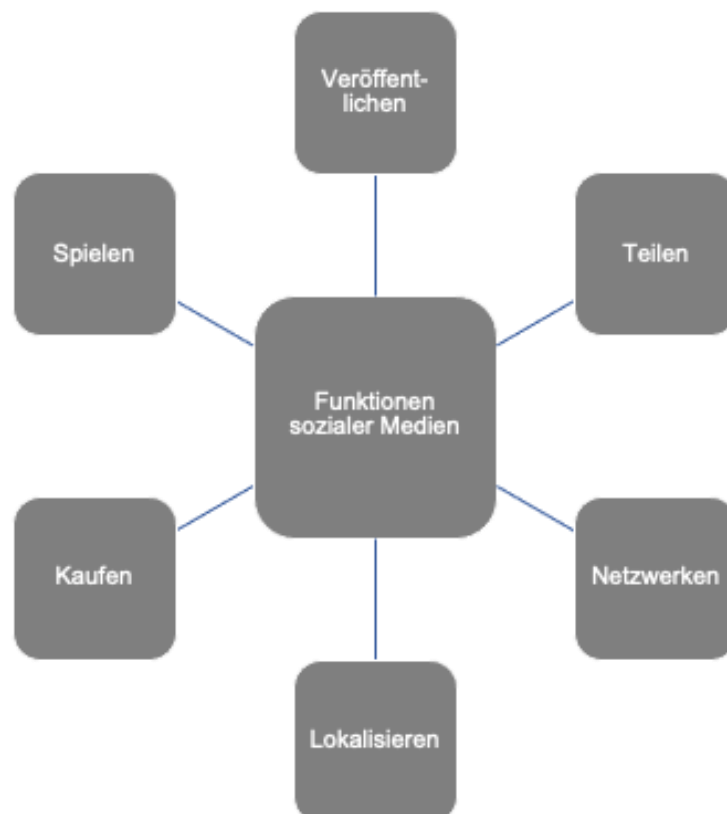 Veröffent-
lichen
Spielen
Teilen
Funktionen
sozialer Medien
Kaufen
Netzwerken
Lokalisieren